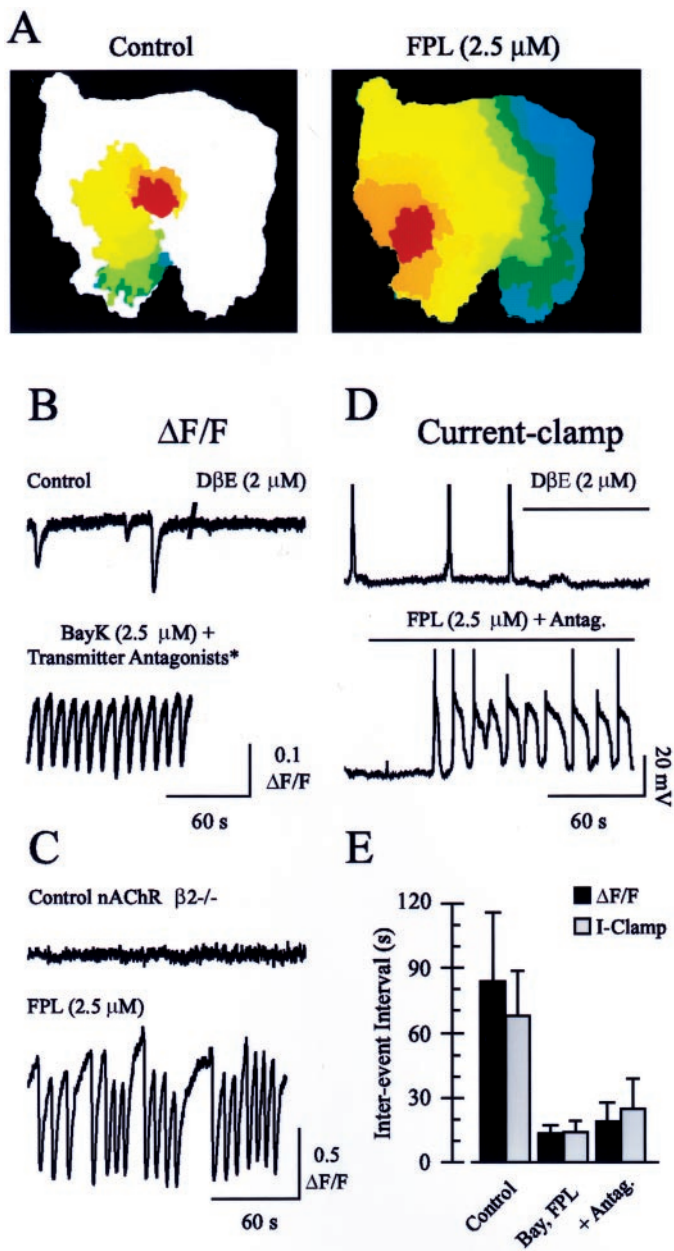 A
Control
FPL (2.5 µM)
B
ΔF/F
Control
DβE (2 µM)
BayK (2.5 µM) +
Transmitter Antagonists*
0.1
ΔF/F
60 s
D
Current-clamp
DβE (2 µM)
FPL (2.5 µM) + Antag.
20 mV
60 s
C
Control nAChR β2-/-
FPL (2.5 µM)
0.5
ΔF/F
60 s
E
ΔF/F
I-Clamp
Inter-event Interval (s)
120
90
60
30
0
Control
Bay, FPL
+ Antag.